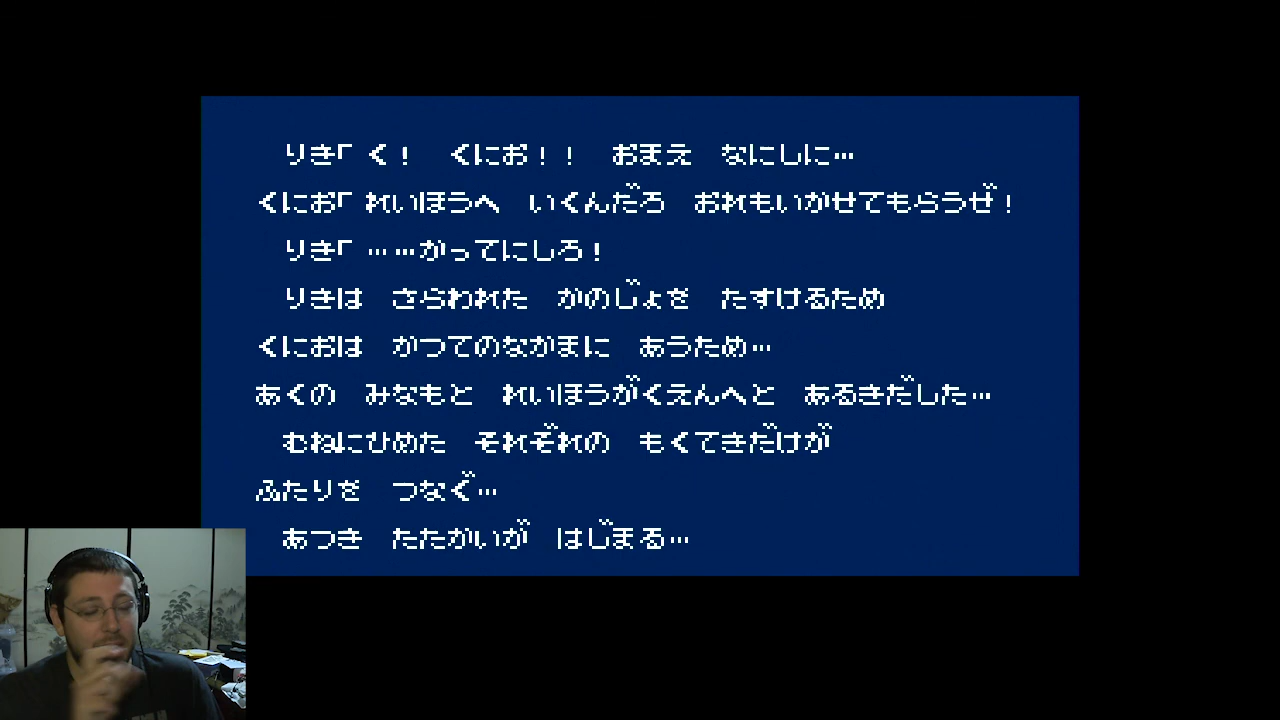 りき「く！　くにお！！　おまえ　なにしに…
くにお「れいほうへ　いくんだろ　おれもいかせてもらうぜ！
りき「……かってにしろ！
りきは　さらわれた　かのじょを　たすけるため
くにおは　かつてのなかまに　あうため…
あくの　みなもと　れいほうがくえんへと　あるきだした…
むねにひめた　それぞれの　もくてきだけが
ふたりを　つなぐ…
あつき　たたかいが　はじまる…